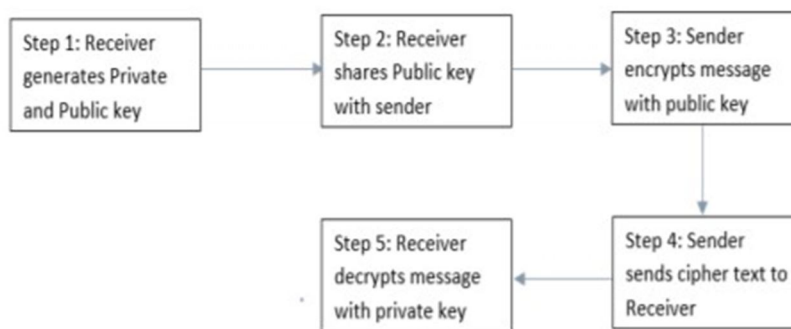 Step 1: Receiver
generates Private
and Public key
Step 2: Receiver
shares Public key
with sender
Step 3: Sender
encrypts message
with public key
Step 4: Sender
sends cipher text to
Receiver
Step 5: Receiver
decrypts message
with private key